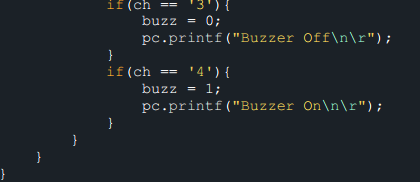 if(ch == '3'){
buzz = 0;
pc.printf("Buzzer Off\n\r");
}
if(ch == '4'){
buzz = 1;
pc.printf("Buzzer On\n\r");
}
}
}
}